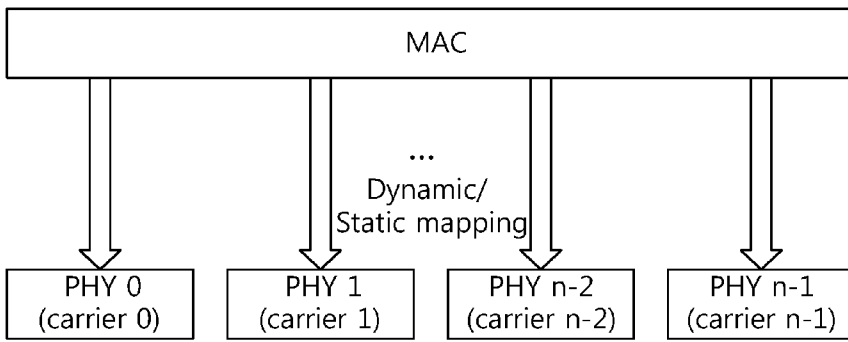 MAC
...
Dynamic/
Static mapping
PHY 0
(carrier 0)
PHY 1
(carrier 1)
PHY n-2
(carrier n-2)
PHY n-1
(carrier n-1)